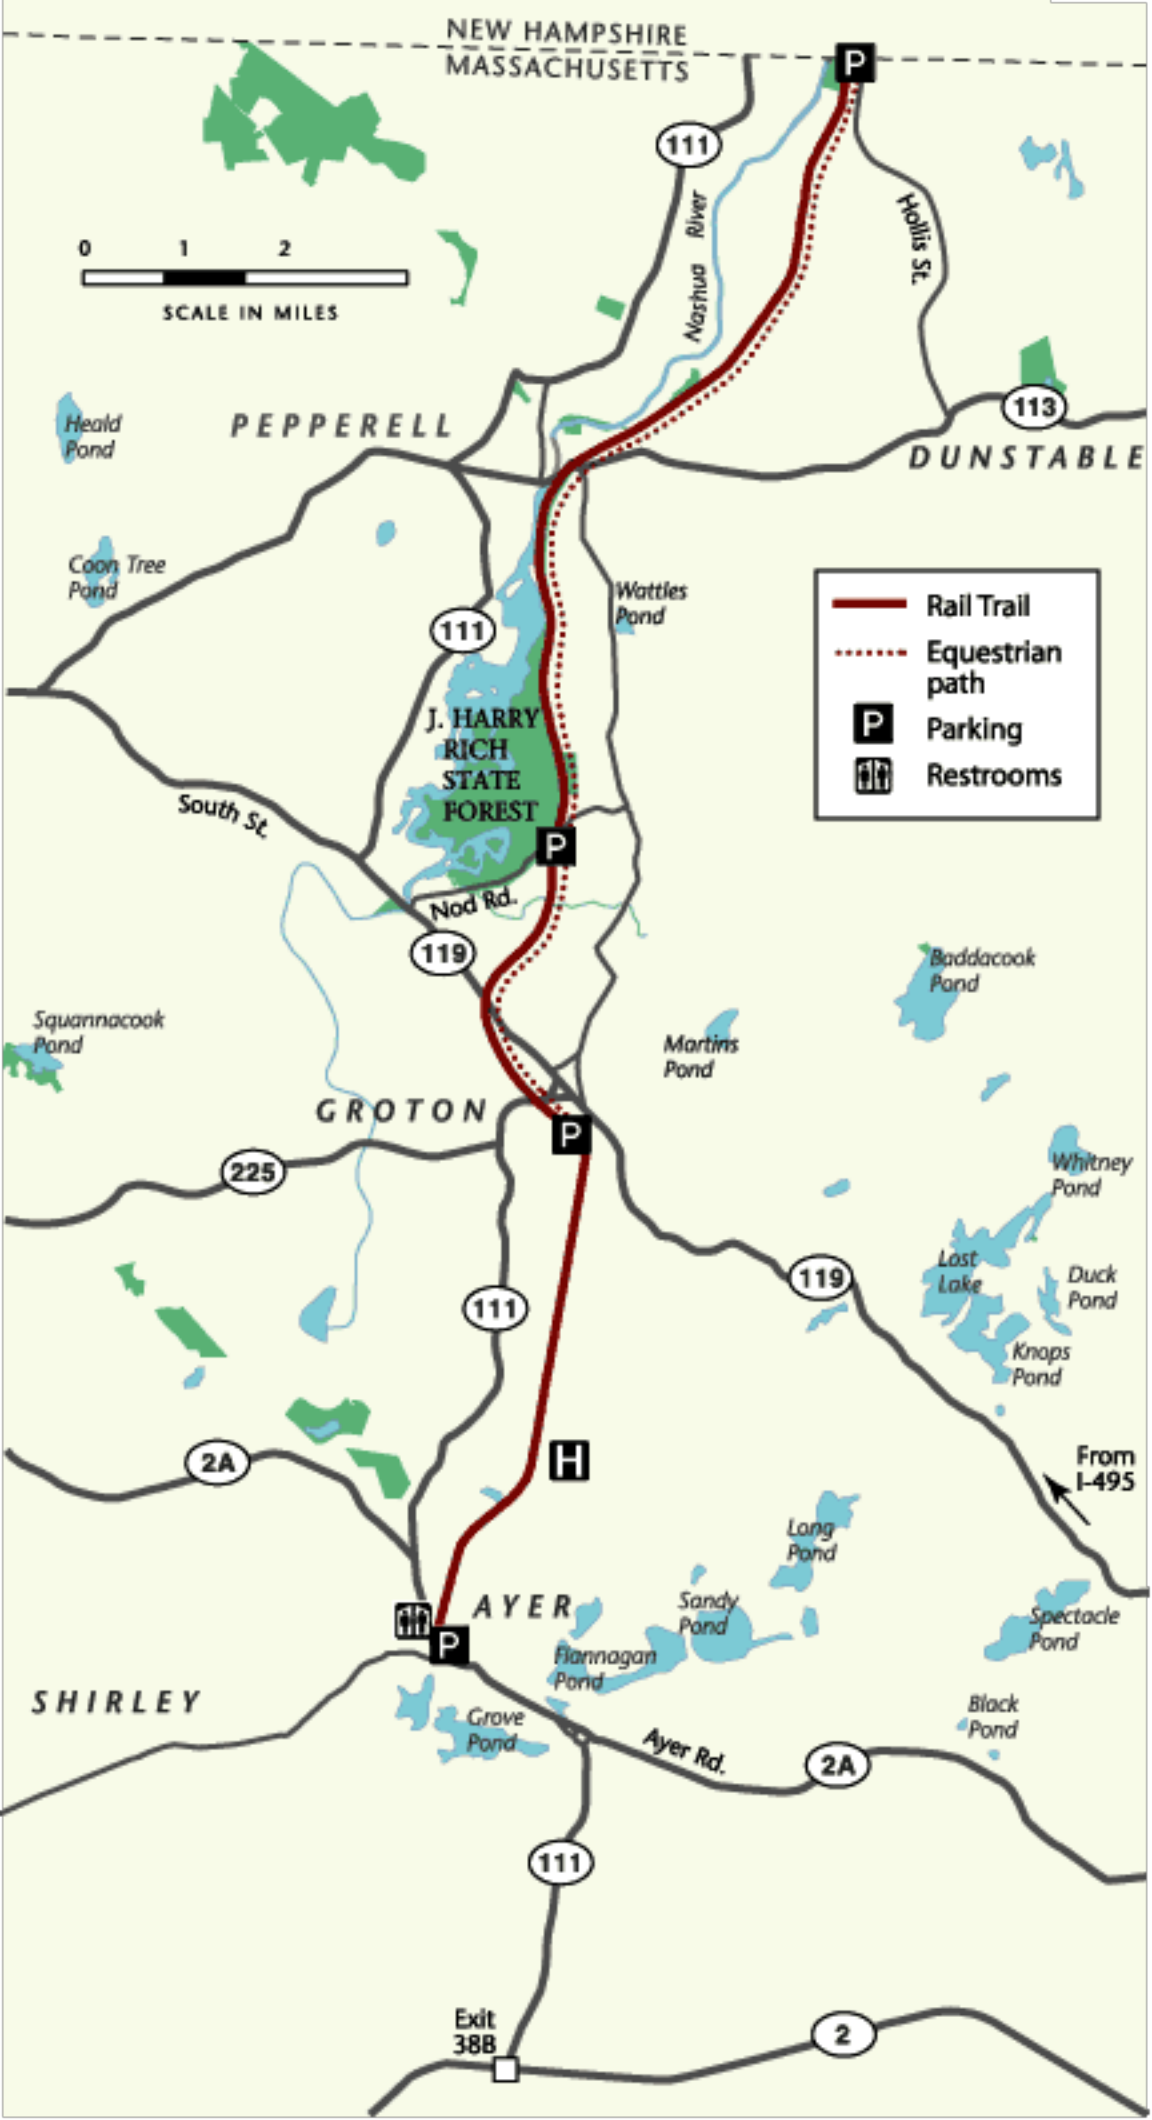 NEW HAMPSHIRE
MASSACHUSETTS
P
111
Nashua River
Hollis St.
0 1 2
SCALE IN MILES
Heald
Pond
PEPPERELL
113
DUNSTABLE
Coon Tree
Pond
Wattles
Pond
111
Rail Trail
Equestrian
path
P Parking
Restrooms
J. HARRY
RICH
STATE
FOREST
South St.
P
Nod Rd.
119
Baddacook
Pond
Squannacook
Pond
Martins
Pond
GROTON
P
225
Whitney
Pond
119
Lost
Lake
Duck
Pond
111
Knops
Pond
2A
H
From
I-495
Long
Pond
AYER
Sandy
Pond
Spectacle
Pond
P
Flannagan
Pond
SHIRLEY
Grove
Pond
Black
Pond
Ayer Rd.
2A
111
Exit
38B
2